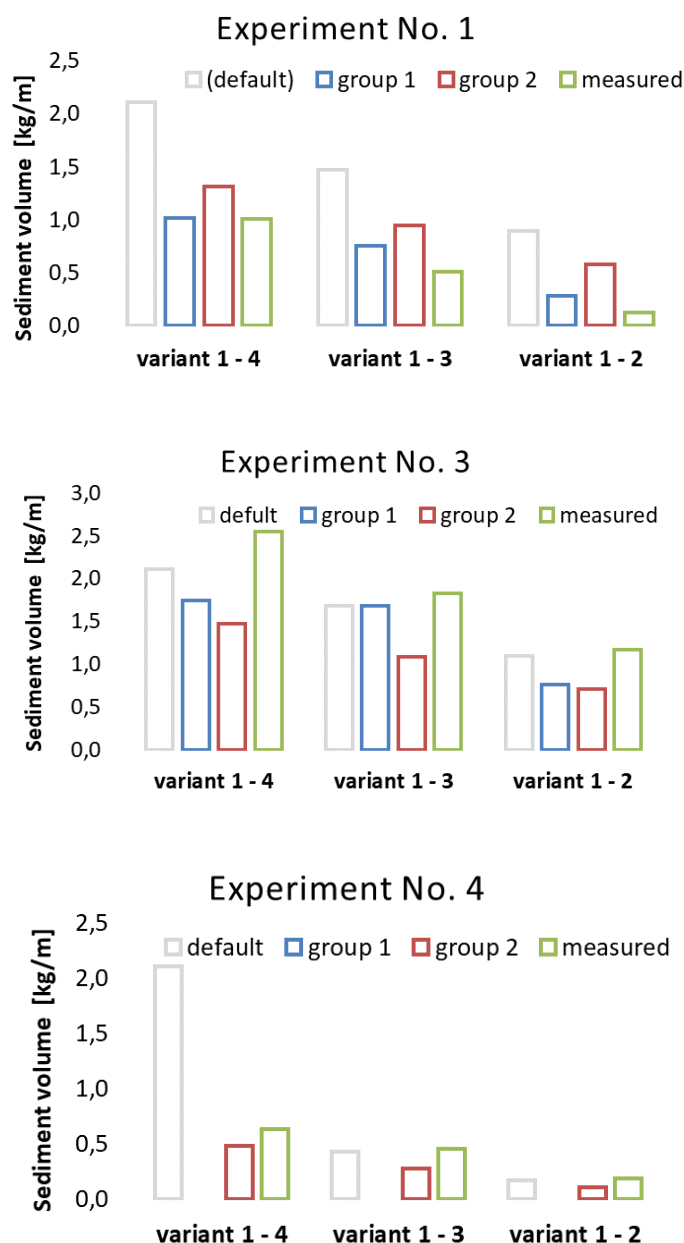 Experiment No. 1
Sediment volume [kg/m]
2,5
2,0
1,5
1,0
0,5
0,0
(default) group 1 group 2 measured
variant 1 - 4 variant 1 - 3 variant 1 - 2
Experiment No. 3
Sediment volume [kg/m]
3,0
2,5
2,0
1,5
1,0
0,5
0,0
defult group 1 group 2 measured
variant 1 - 4 variant 1 - 3 variant 1 - 2
Experiment No. 4
Sediment volume [kg/m]
2,5
2,0
1,5
1,0
0,5
0,0
default group 1 group 2 measured
variant 1 - 4 variant 1 - 3 variant 1 - 2